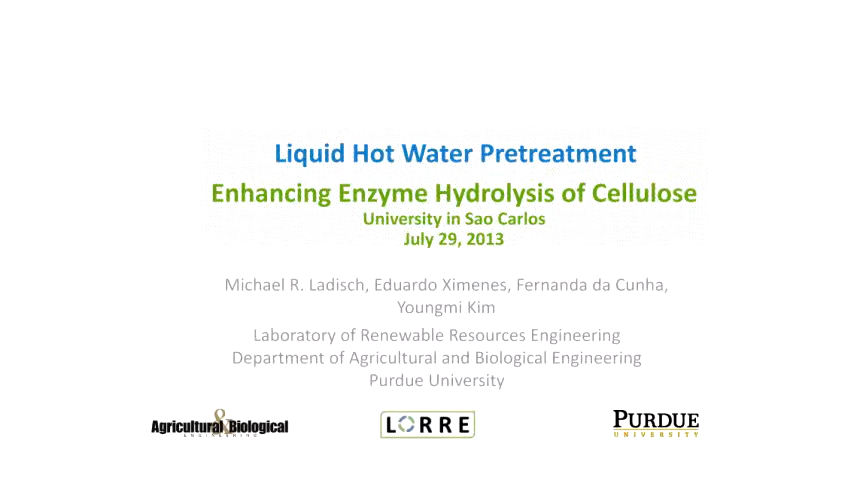 Liquid Hot Water Pretreatment
Enhancing Enzyme Hydrolysis of Cellulose
University in Sao Carlos
July 29, 2013
Michael R. Ladisch, Eduardo Ximenes, Fernanda da Cunha,
Youngmi Kim
Laboratory of Renewable Resources Engineering
Department of Agricultural and Biological Engineering
Purdue University
Agricultural & Biological
ENGINEERING
LORRE
PURDUE
UNIVERSITY